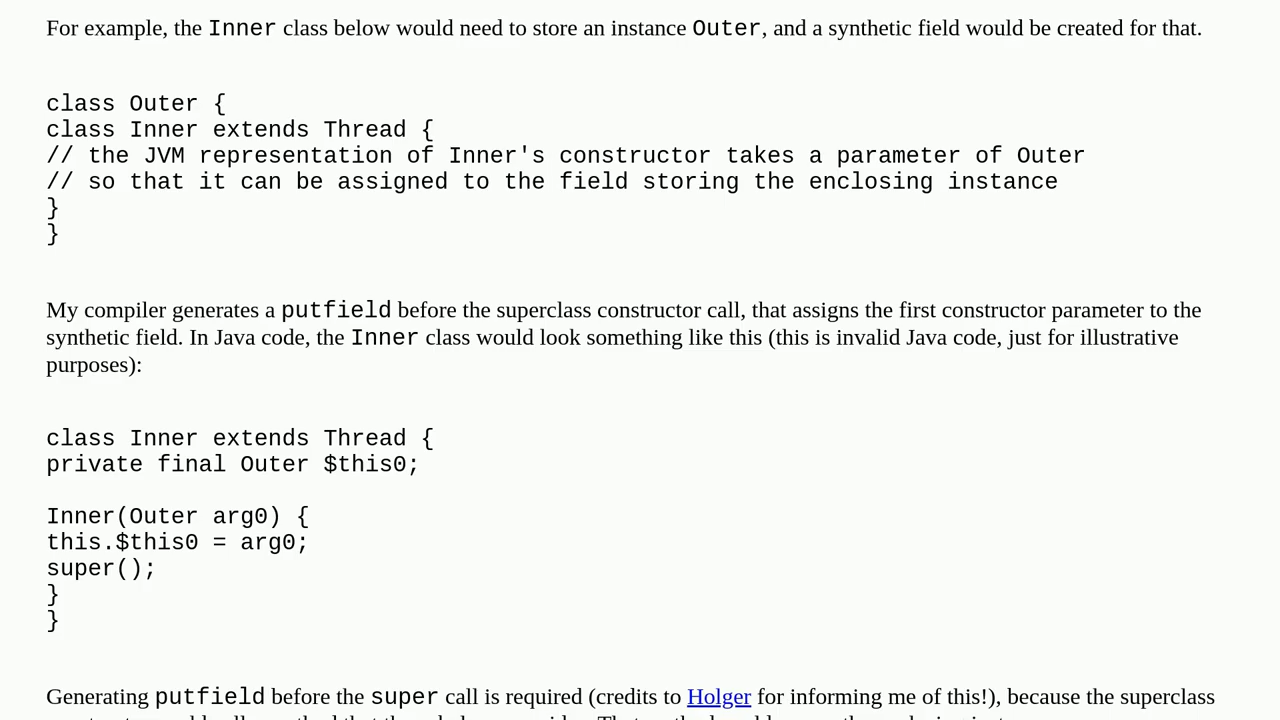 For example, the Inner class below would need to store an instance Outer, and a synthetic field would be created for that.
class Outer {
class Inner extends Thread {
// the JVM representation of Inner's constructor takes a parameter of Outer
// so that it can be assigned to the field storing the enclosing instance
}
}
My compiler generates a putfield before the superclass constructor call, that assigns the first constructor parameter to the
synthetic field. In Java code, the Inner class would look something like this (this is invalid Java code, just for illustrative
purposes):
class Inner extends Thread {
private final Outer $this0;
Inner(Outer arg0) {
this.$this0 = arg0;
super();
}
}
Generating putfield before the super call is required (credits to Holger for informing me of this!), because the superclass